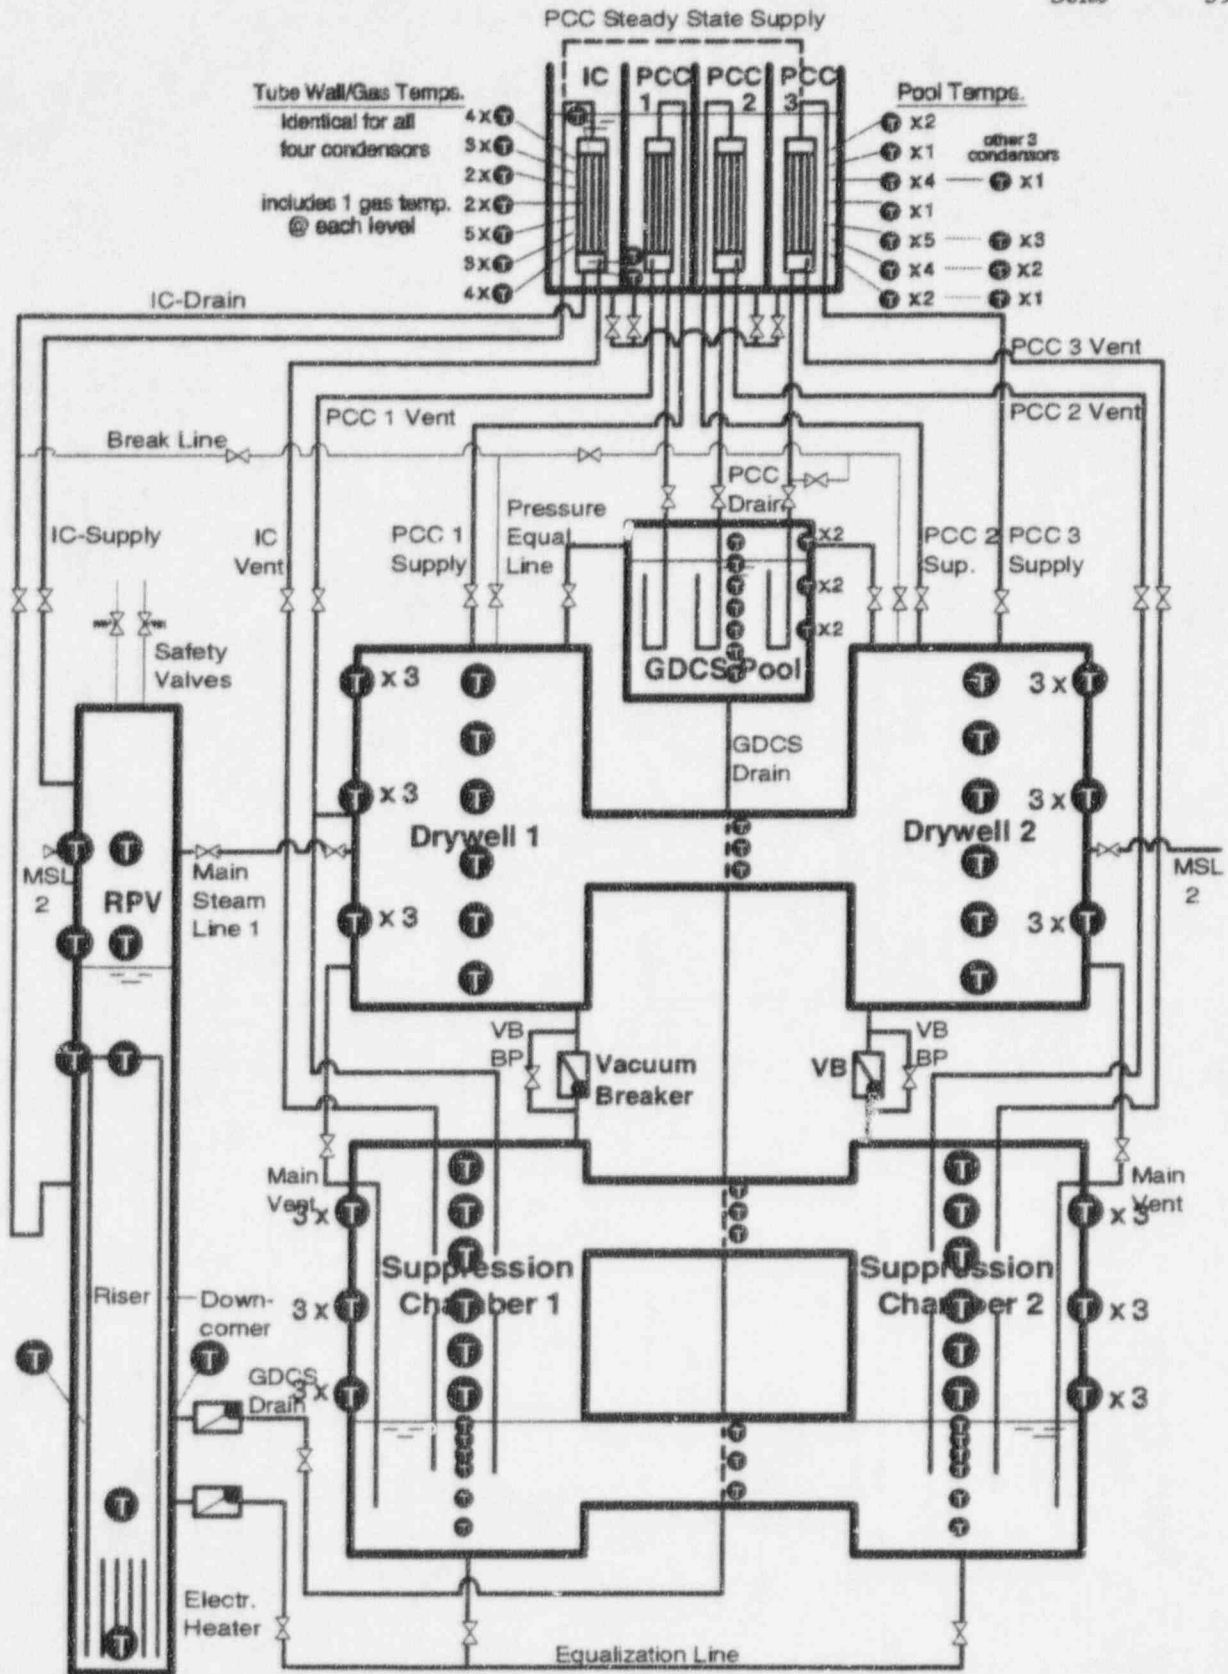 PCC Steady State Supply
IC PCC PCC PCC
1 2 3
Tube Wall/Gas Temps.
Identical for all
four condensors
includes 1 gas temp.
@ each level
4x T
3x T
2x T
2x T
5x T
3x T
4x T
Pool Temps.
other 3
condensors
T x2
T x1
T x4 T x1
T x1
T x5 T x3
T x4 T x2
T x2 T x1
IC-Drain
PCC 3 Vent
PCC 1 Vent
PCC 2 Vent
Break Line
PCC
Drain
IC-Supply
IC
Vent
PCC 1
Supply
Pressure
Equal.
Line
x2
x2
x2
PCC 2
Sup.
PCC 3
Supply
Safety
Valves
GDCS Pool
T x 3
T x 3
T x 3
3 x T
3 x T
3 x T
GDCS
Drain
Drywell 1
Drywell 2
MSL
2
RPV
Main
Steam
Line 1
MSL
2
VB
BP
Vacuum
Breaker
VB
VB
BP
Main
Vent
Main
Vent
3 x T
3 x T
3 x T
T x 3
T x 3
T x 3
Suppression
Chamber 1
Suppression
Chamber 2
Riser
Down-
comer
GDCS
Drain
Electr.
Heater
Equalization Line